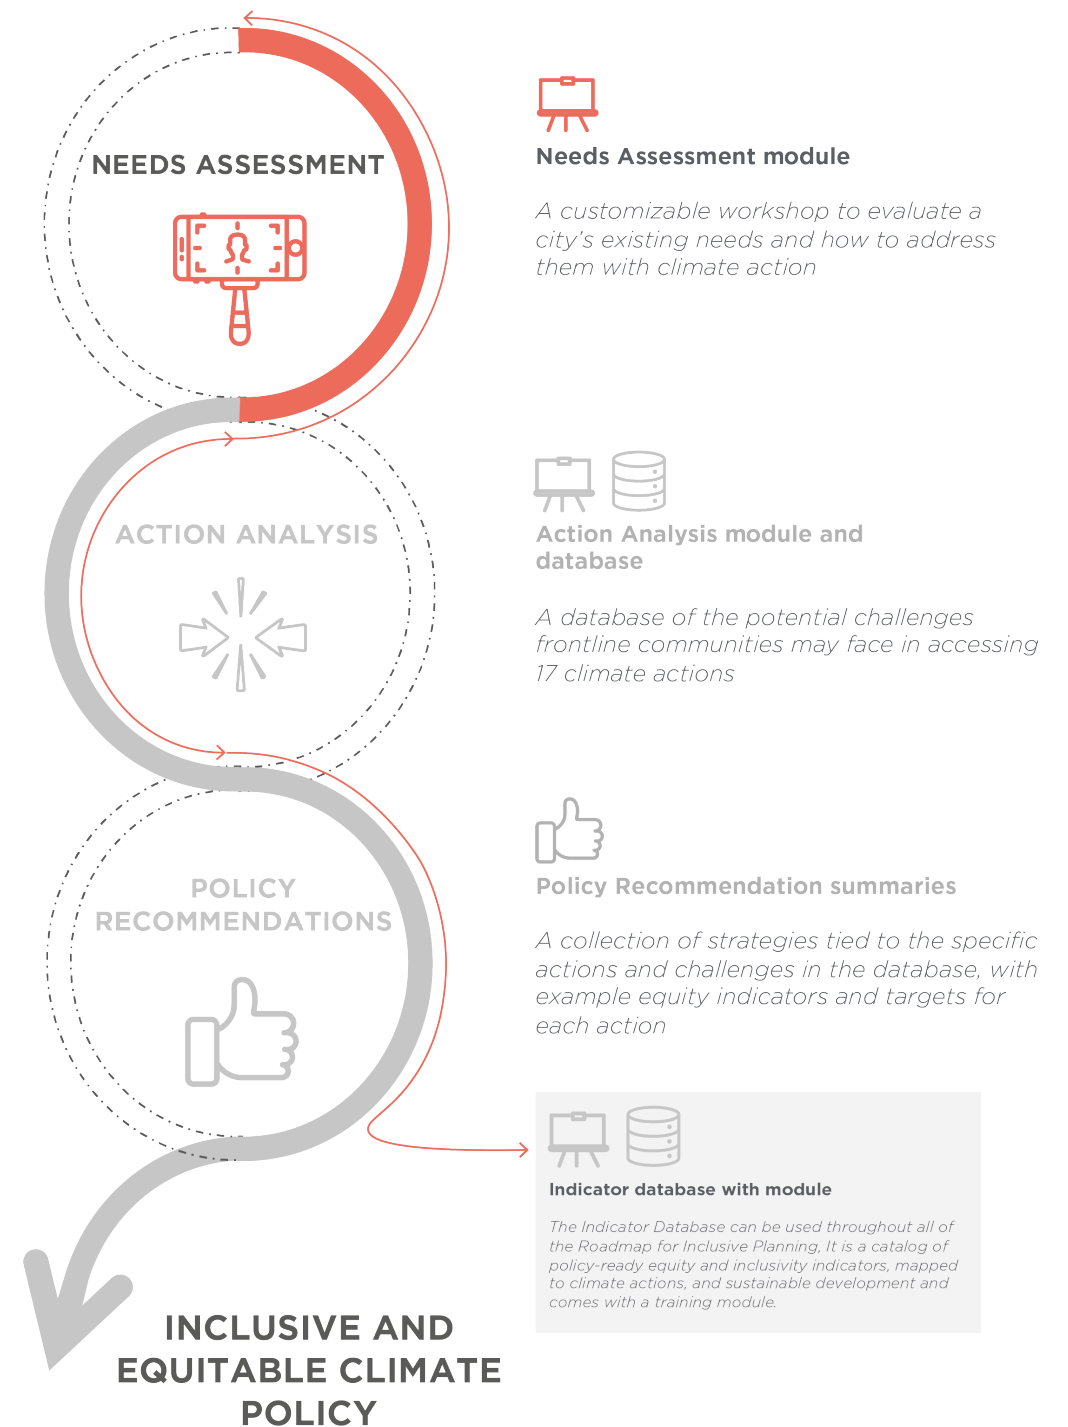 NEEDS ASSESSMENT
Needs Assessment module
A customizable workshop to evaluate a
city's existing needs and how to address
them with climate action
ACTION ANALYSIS
Action Analysis module and
database
A database of the potential challenges
frontline communities may face in accessing
17 climate actions
POLICY
RECOMMENDATIONS
Policy Recommendation summaries
A collection of strategies tied to the specific
actions and challenges in the database, with
example equity indicators and targets for
each action
Indicator database with module
The Indicator Database can be used throughout all of
the Roadmap for Inclusive Planning, It is a catalog of
policy-ready equity and inclusivity indicators, mapped
to climate actions, and sustainable development and
comes with a training module.
INCLUSIVE AND
EQUITABLE CLIMATE
POLICY